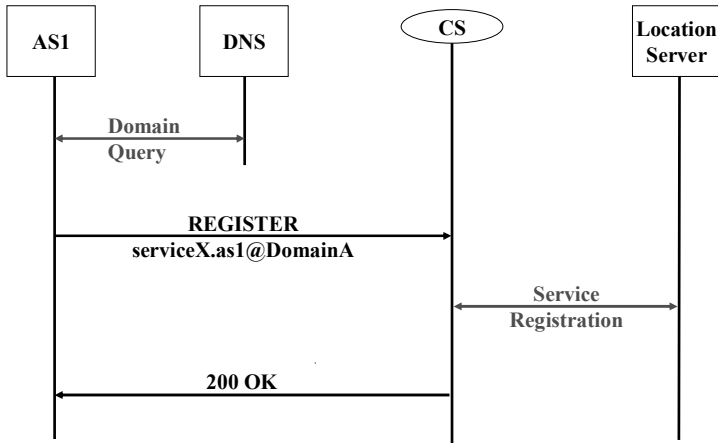 AS1
DNS
CS
Location
Server
Domain
Query
REGISTER
serviceX.as1@DomainA
Service
Registration
200 OK